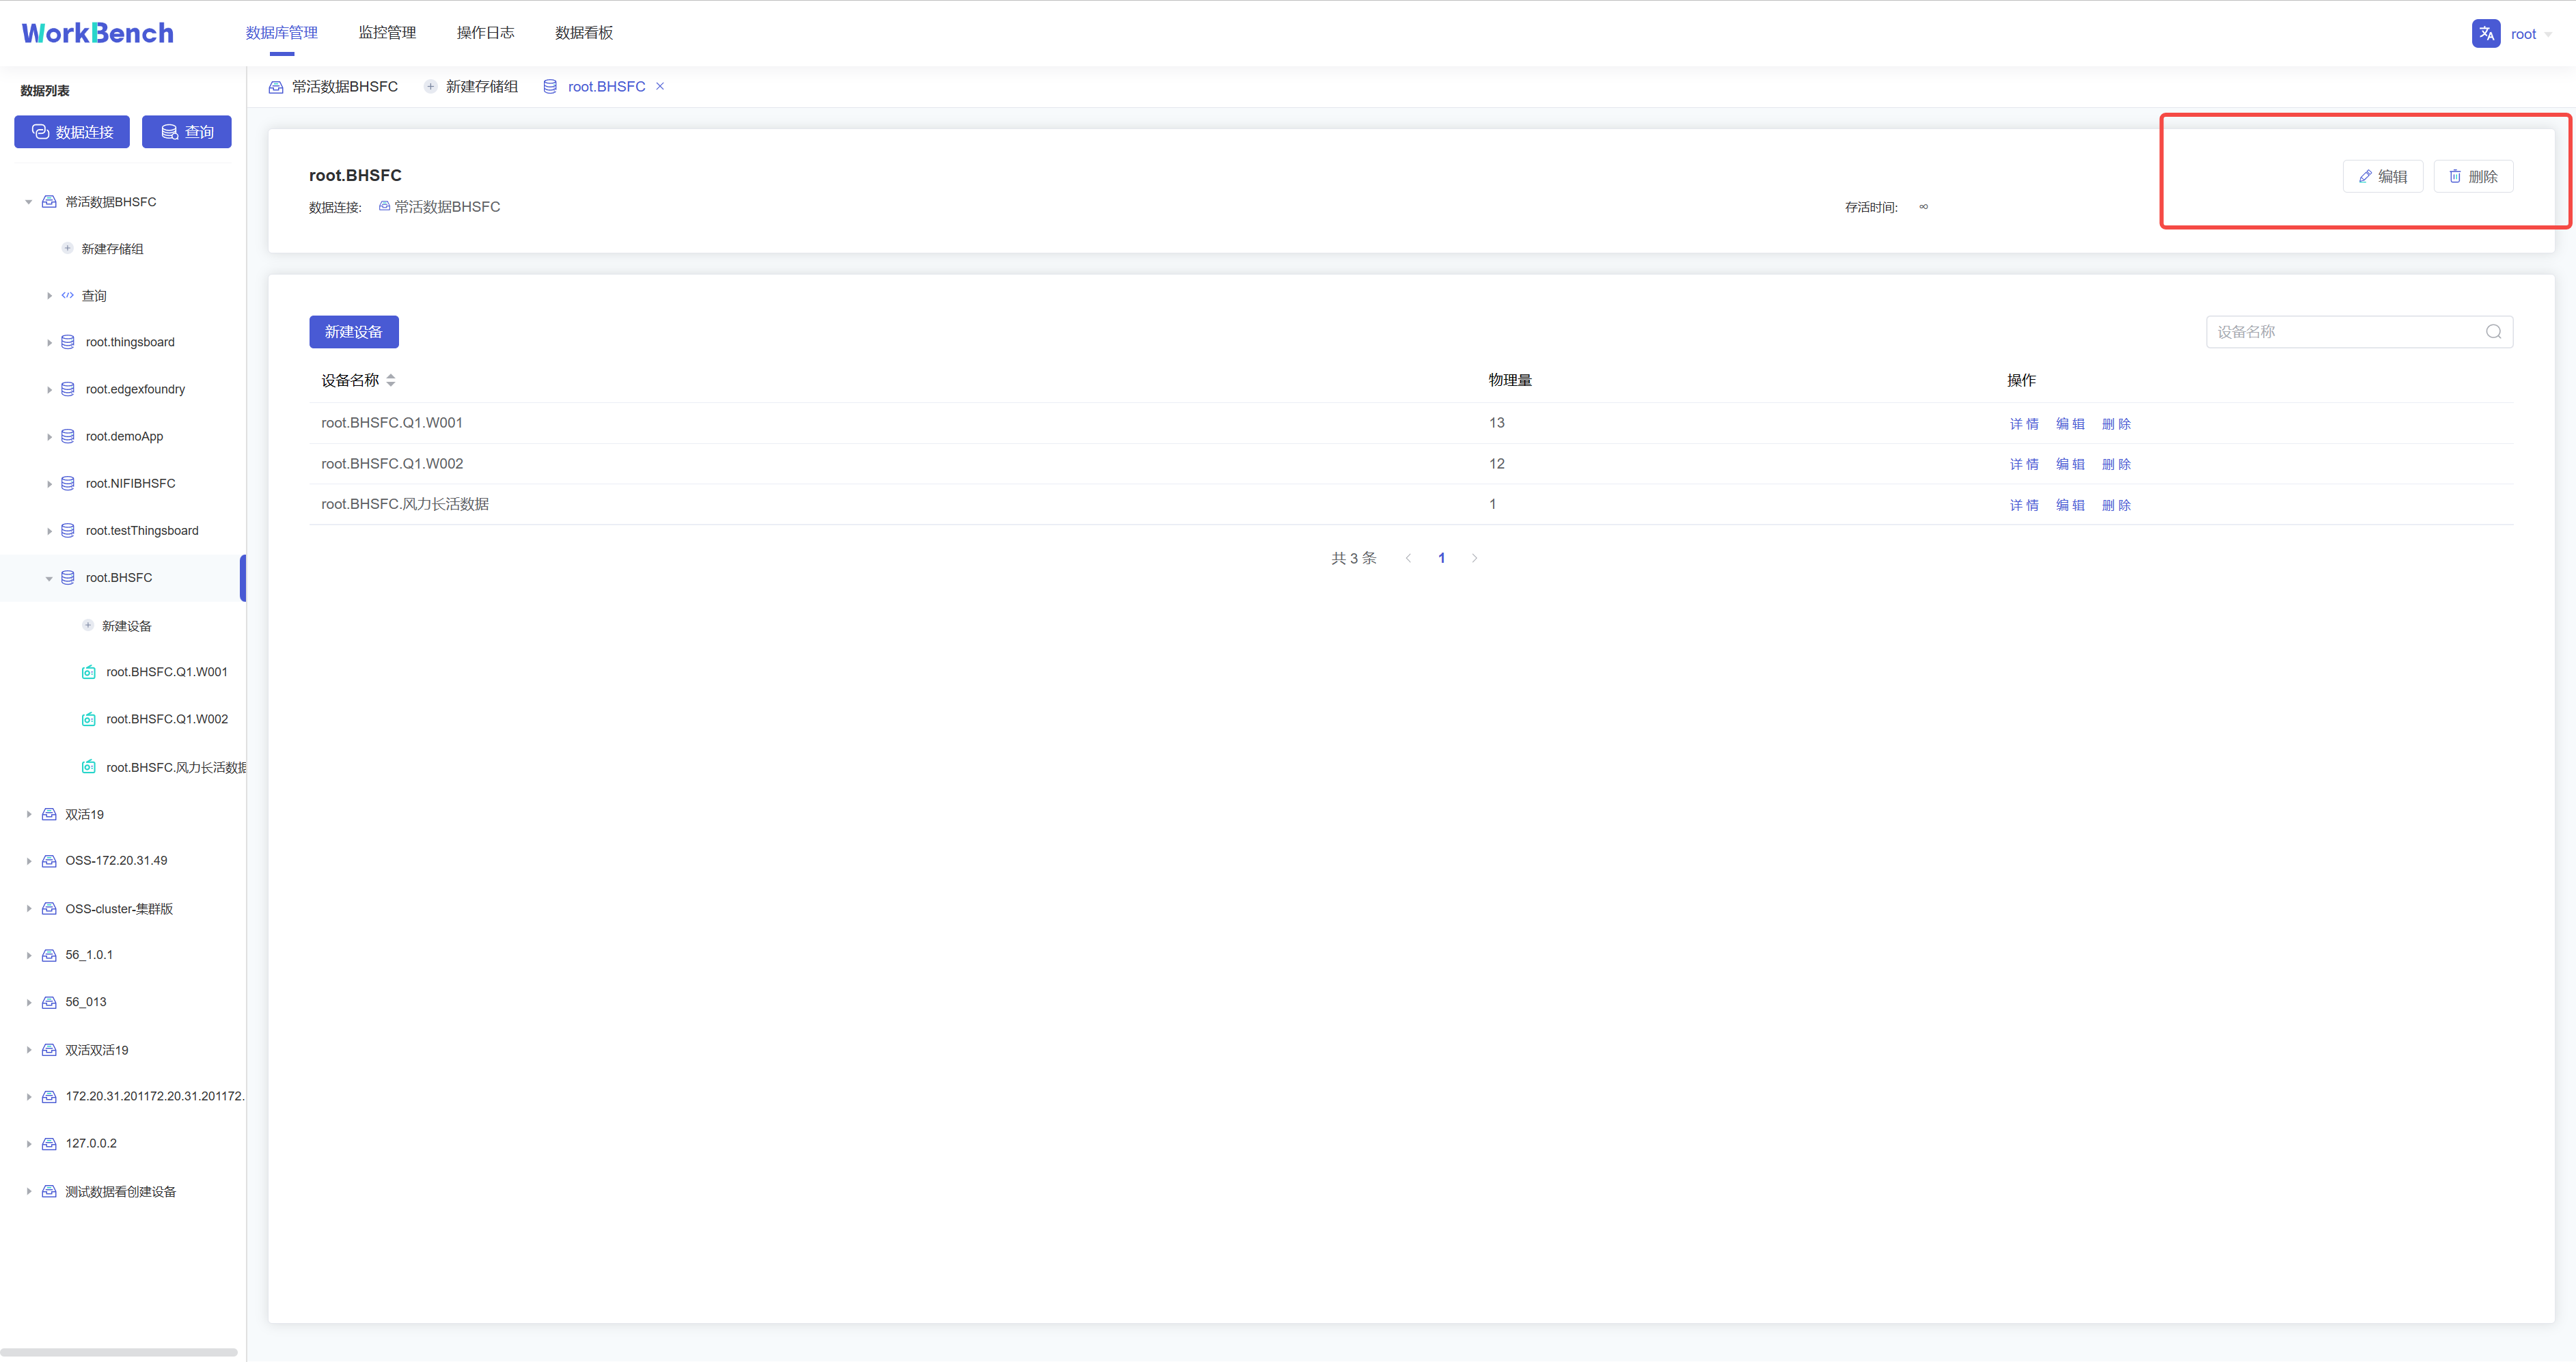 WorkBench
数据库管理 监控管理 操作日志 数据看板
root
数据列表
数据连接 查询
常活数据BHSFC
新建存储组
查询
root.thingsboard
root.edgexfoundry
root.demoApp
root.NIFIBHSFC
root.testThingsboard
root.BHSFC
新建设备
root.BHSFC.Q1.W001
root.BHSFC.Q1.W002
root.BHSFC.风力长活数据
双活19
OSS-172.20.31.49
OSS-cluster-集群版
56_1.0.1
56_013
双活双活19
172.20.31.201172.20.31.201172.
127.0.0.2
测试数据看创建设备
常活数据BHSFC 新建存储组 root.BHSFC ×
root.BHSFC
编辑 删除
数据连接: 常活数据BHSFC 存活时间: ∞
新建设备
设备名称
设备名称 物理量 操作
root.BHSFC.Q1.W001 13 详情 编辑 删除
root.BHSFC.Q1.W002 12 详情 编辑 删除
root.BHSFC.风力长活数据 1 详情 编辑 删除
共 3 条 < 1 >